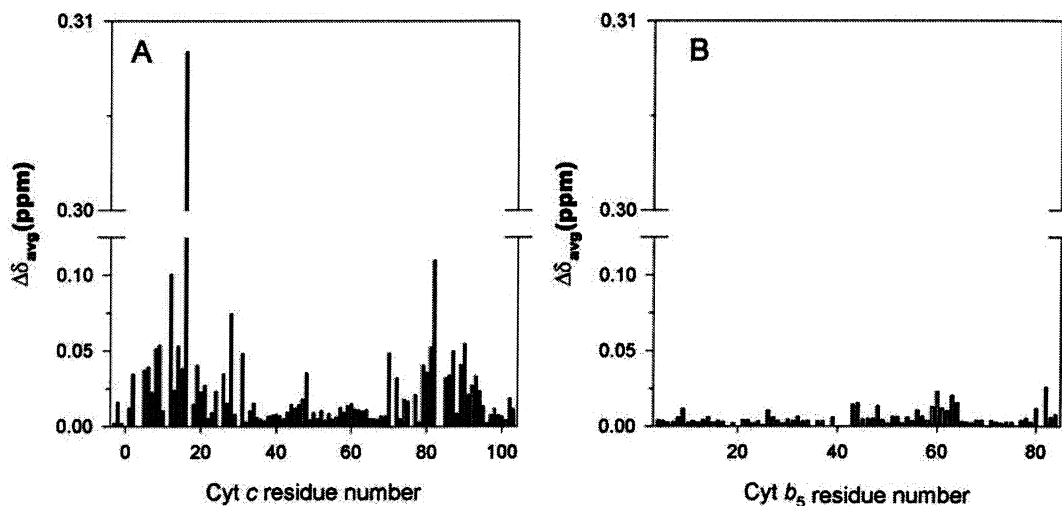 A
0.31
0.30
0.10
0.05
0.00
Δδavg(ppm)
0 20 40 60 80 100
Cyt c residue number
B
0.31
0.30
0.10
0.05
0.00
Δδavg(ppm)
20 40 60 80
Cyt b5 residue number